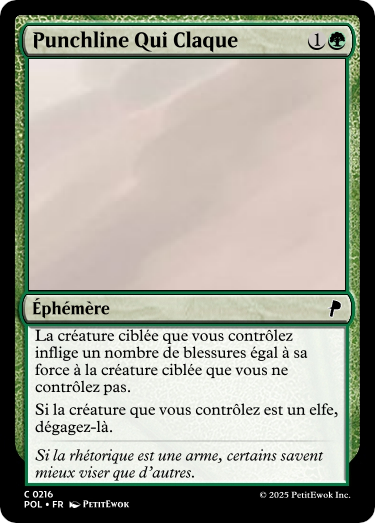 Punchline Qui Claque 1
Éphémère
La créature ciblée que vous contrôlez
inflige un nombre de blessures égal à sa
force à la créature ciblée que vous ne
contrôlez pas.
Si la créature que vous contrôlez est un elfe,
dégagez-là.
Si la rhétorique est une arme, certains savent
mieux viser que d'autres.
C 0216
POL • FR PetitEwok
© 2025 PetitEwok Inc.